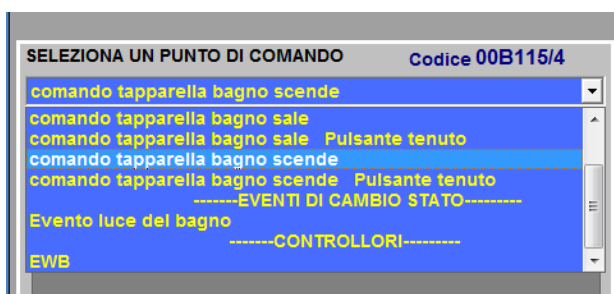 SELEZIONA UN PUNTO DI COMANDO Codice 00B115/4
comando tapparella bagno scende
comando tapparella bagno sale
comando tapparella bagno sale Pulsante tenuto
comando tapparella bagno scende
comando tapparella bagno scende Pulsante tenuto
-------EVENTI DI CAMBIO STATO---------
Evento luce del bagno
-------CONTROLLORI---------
EWB